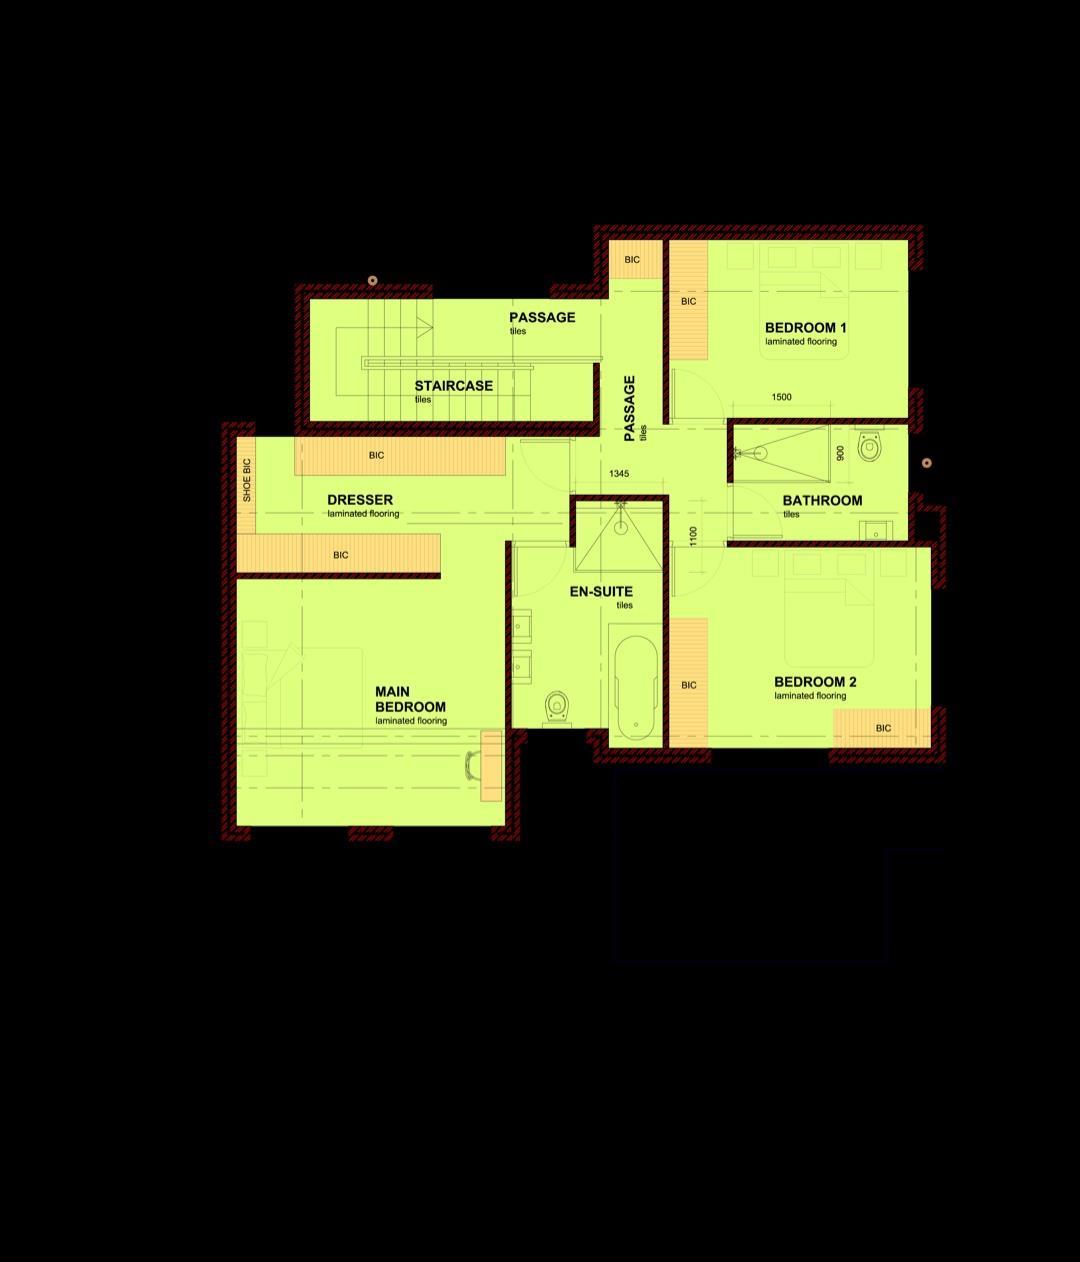 BIC
BIC
PASSAGE
tiles
BEDROOM 1
laminated flooring
STAIRCASE
tiles
PASSAGE
tiles
1500
BIC
SHOE BIC
900
1345
DRESSER
laminated flooring
BATHROOM
tiles
1100
BIC
EN-SUITE
tiles
MAIN
BEDROOM
laminated flooring
BIC
BEDROOM 2
laminated flooring
BIC